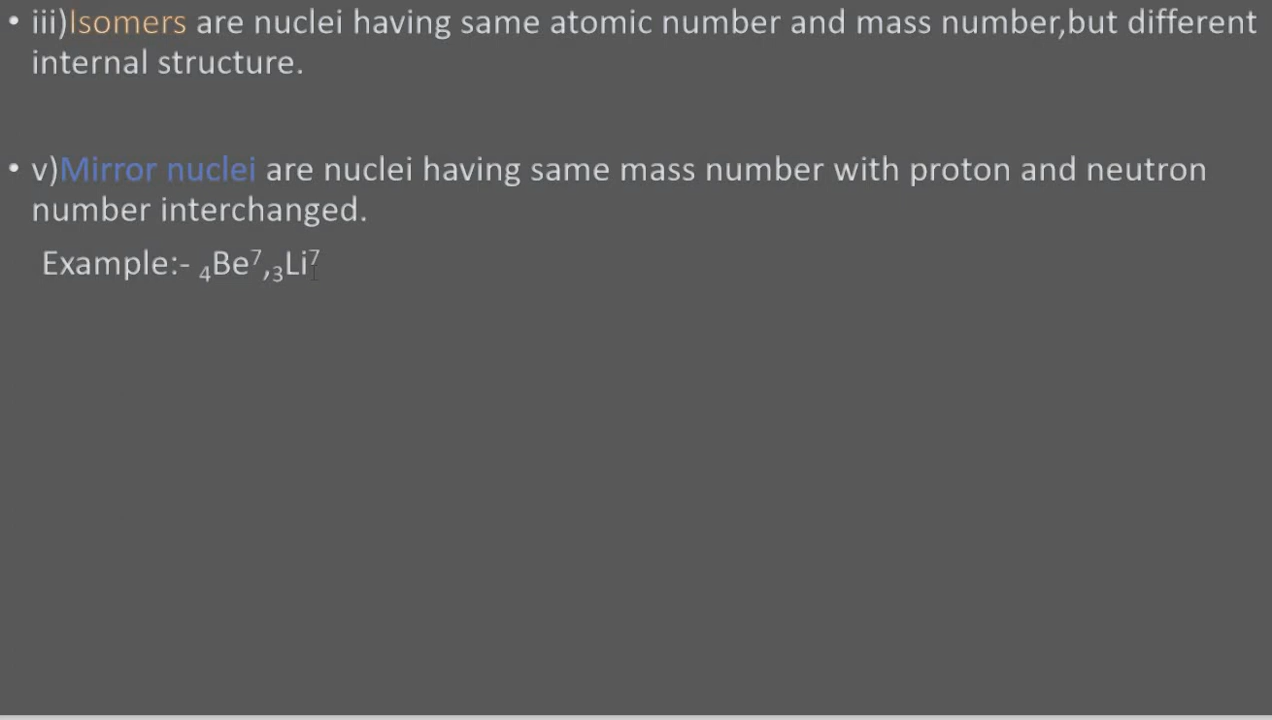 • iii)Isomers are nuclei having same atomic number and mass number,but different
internal structure.
• v)Mirror nuclei are nuclei having same mass number with proton and neutron
number interchanged.
Example:- ₄Be⁷,₃Li⁷